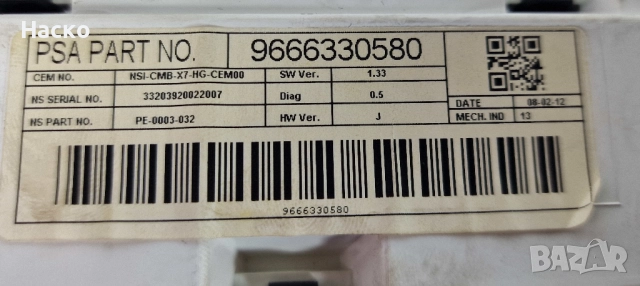 Hacko
PSA PART NO. 9666330580
CEM NO. NSI-CMB-X7-HG-CEM00 SW Ver. 1.33
NS SERIAL NO. 33203920022007 Diag 0.5
NS PART NO. PE-0003-032 HW Ver. J
DATE 08-02-12
MECH. IND 13
9666330580
BAZAR
bg